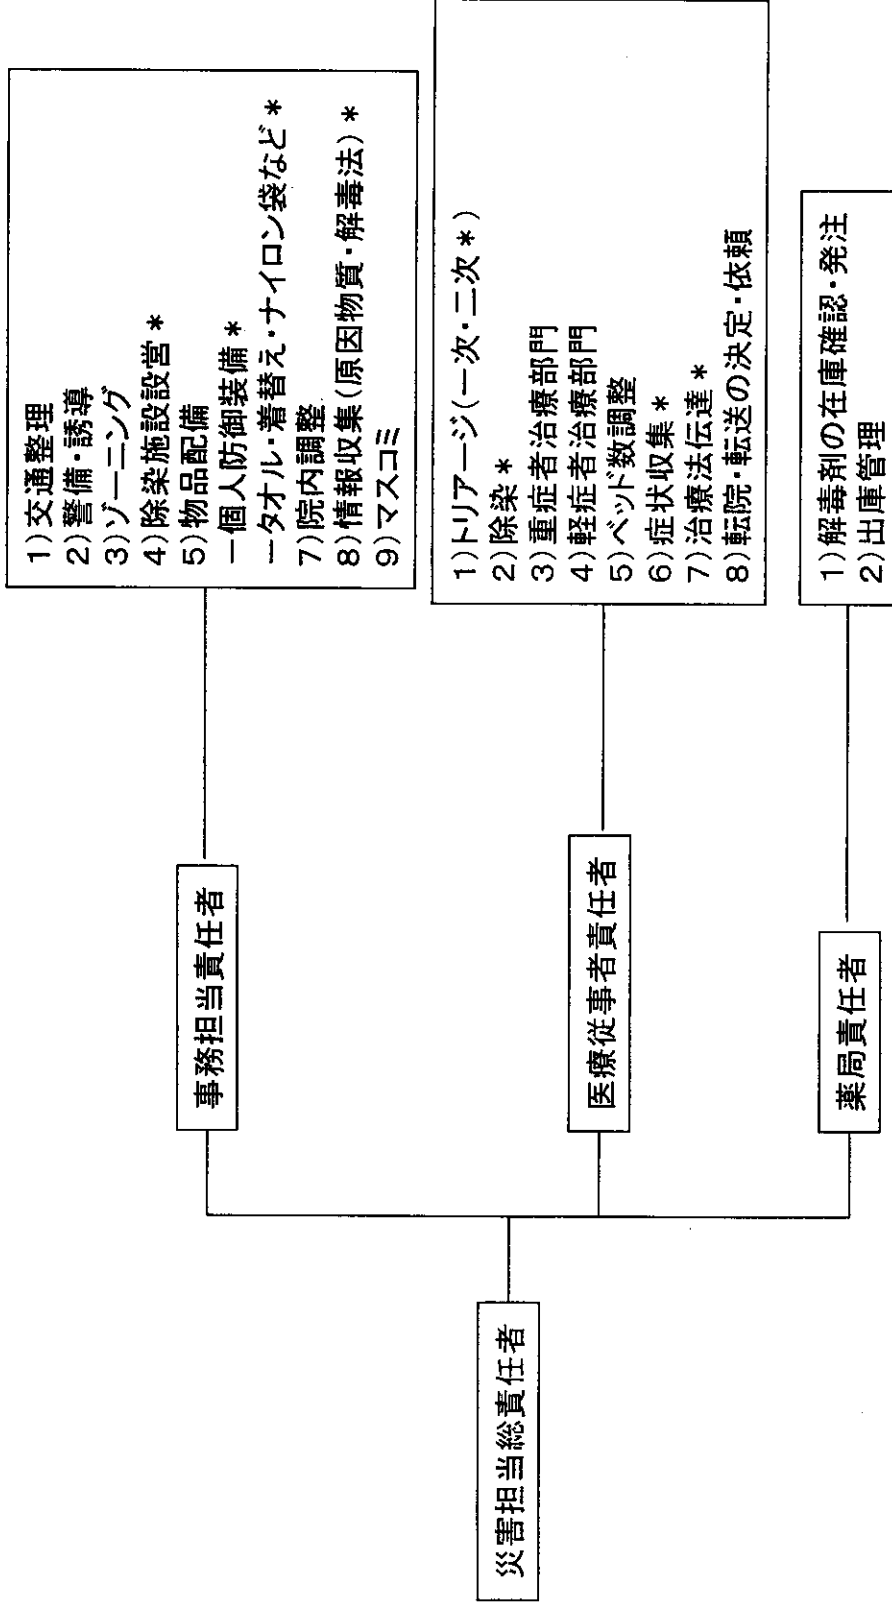 災害担当総責任者
事務担当責任者
1)交通整理
2)警備・誘導
3)ゾーニング
4)除染施設設営*
5)物品配備
ー個人防御装備*
ータオル・着替え・ナイロン袋など*
7)院内調整
8)情報収集(原因物質・解毒法)*
9)マスコミ
医療従事者責任者
1)トリアージ(一次・二次*)
2)除染*
3)重症者治療部門
4)軽症者治療部門
5)ベッド数調整
6)症状収集*
7)治療法伝達*
8)転院・転送の決定・依頼
薬局責任者
1)解毒剤の在庫確認・発注
2)出庫管理